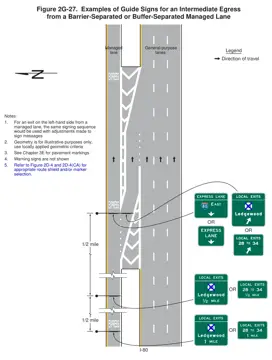 Figure 2G-27. Examples of Guide Signs for an Intermediate Egress
from a Barrier-Separated or Buffer-Separated Managed Lane
Managed
lane
General-purpose
lanes
Legend
Direction of travel
N
Notes:
1. For an exit on the left-hand side from a
managed lane, the same signing sequence
would be used with adjustments made to
sign messages
2. Geometry is for illustrative purposes only;
use locally applied geometric criteria
3. See Chapter 3E for pavement markings
4. Warning signs are not shown
5. Refer to Figure 2D-4 and 2D-4(CA) for
appropriate route shield and/or marker
selection.
EXPRESS LANE
EAST
OR
EXPRESS
LANE
LOCAL EXITS
Ledgewood
OR
LOCAL EXITS
28 TO 34
1/2 mile
LOCAL EXITS
Ledgewood
½ MILE
OR
LOCAL EXITS
28 TO 34
½ MILE
1/2 mile
LOCAL EXITS
Ledgewood
1 MILE
OR
LOCAL EXITS
28 TO 34
1 MILE
I-80